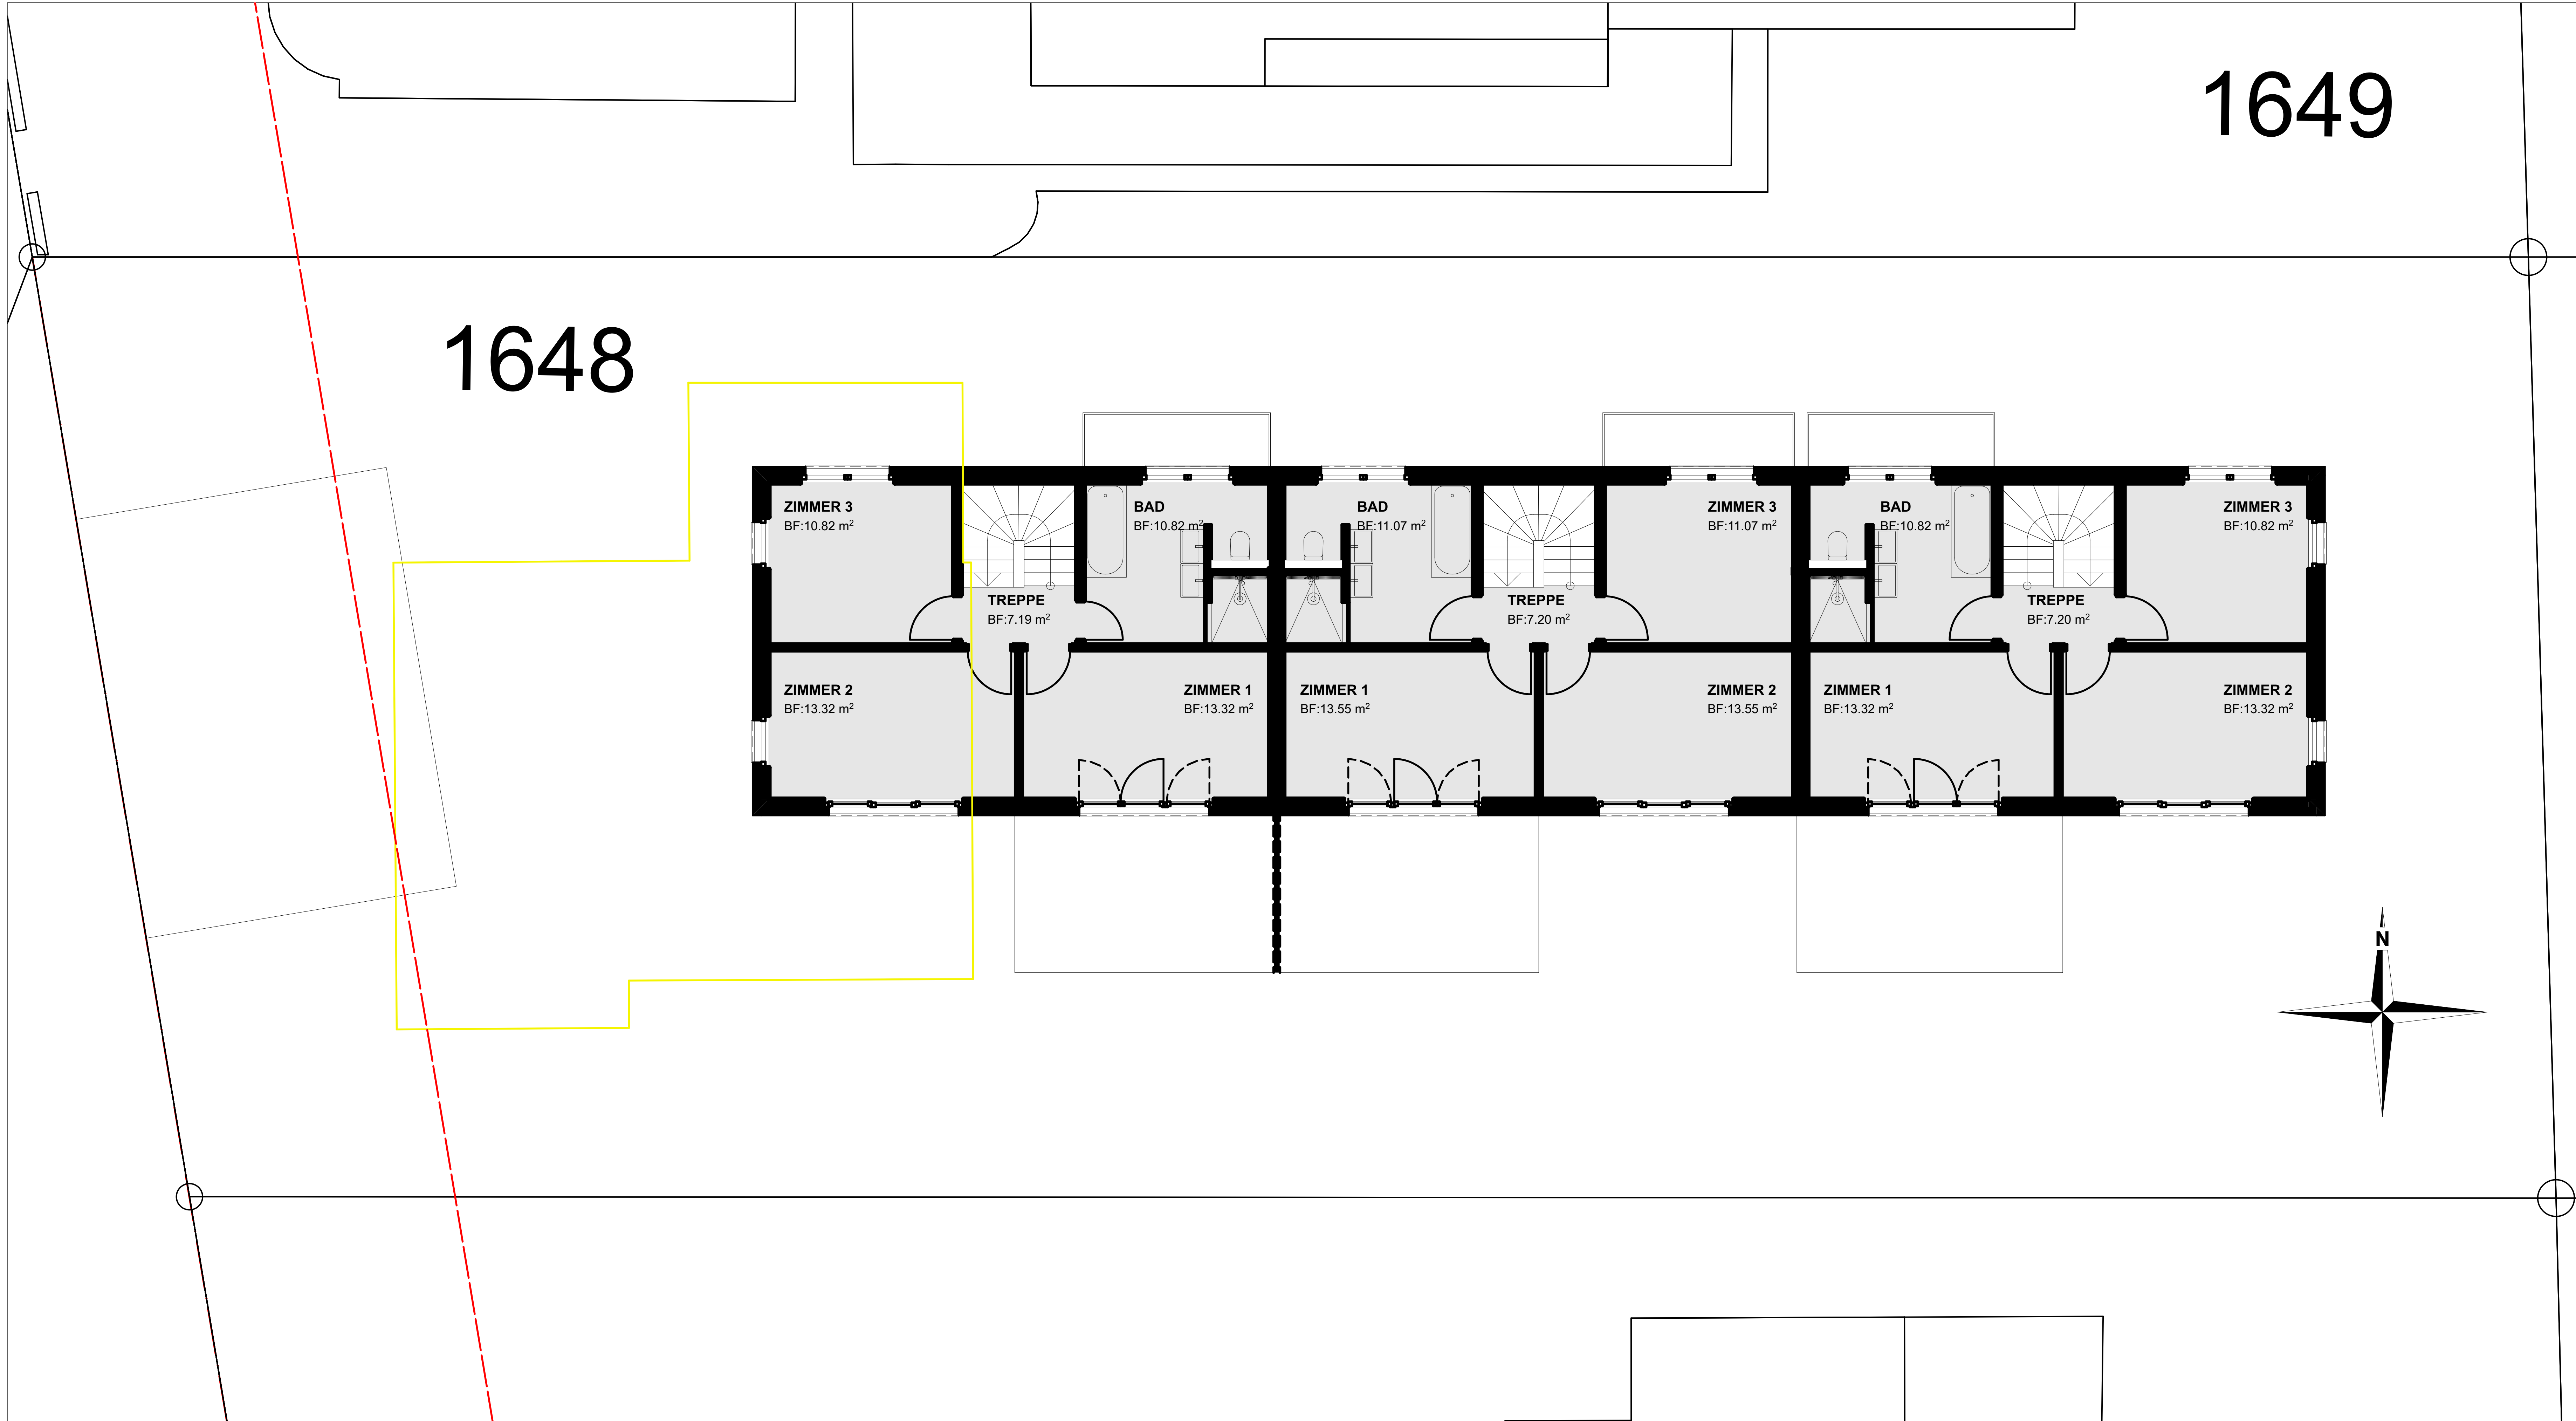 1649
1648
ZIMMER 3
BF:10.82 m²
BAD
BF:10.82 m²
BAD
BF:11.07 m²
ZIMMER 3
BF:11.07 m²
BAD
BF:10.82 m²
ZIMMER 3
BF:10.82 m²
TREPPE
BF:7.19 m²
TREPPE
BF:7.20 m²
TREPPE
BF:7.20 m²
ZIMMER 2
BF:13.32 m²
ZIMMER 1
BF:13.32 m²
ZIMMER 1
BF:13.55 m²
ZIMMER 2
BF:13.55 m²
ZIMMER 1
BF:13.32 m²
ZIMMER 2
BF:13.32 m²
N